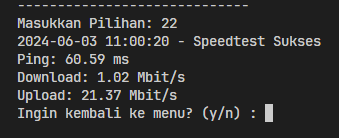 -----------------------------
Masukkan Pilihan: 22
2024-06-03 11:00:20 - Speedtest Sukses
Ping: 60.59 ms
Download: 1.02 Mbit/s
Upload: 21.37 Mbit/s
Ingin kembali ke menu? (y/n) :